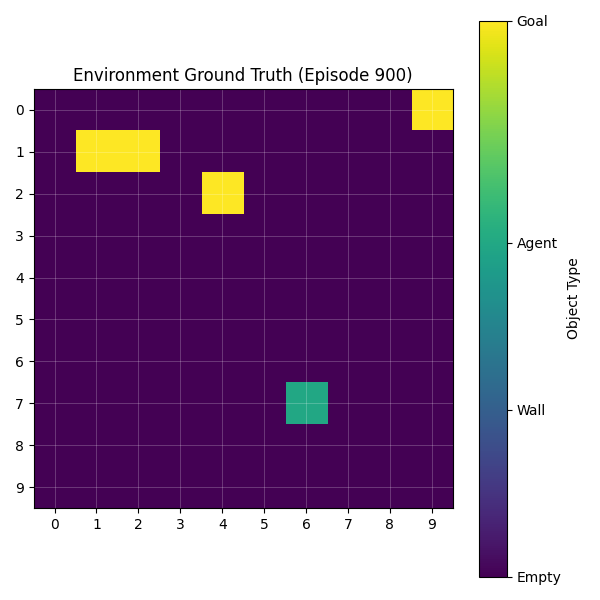 Environment Ground Truth (Episode 900)
0
1
2
3
4
5
6
7
8
9
0 1 2 3 4 5 6 7 8 9
Goal
Agent
Wall
Empty
Object Type